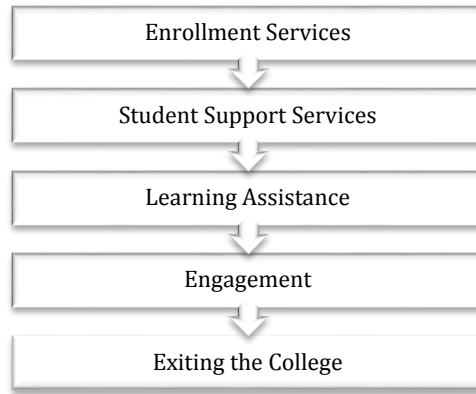 Enrollment Services
Student Support Services
Learning Assistance
Engagement
Exiting the College